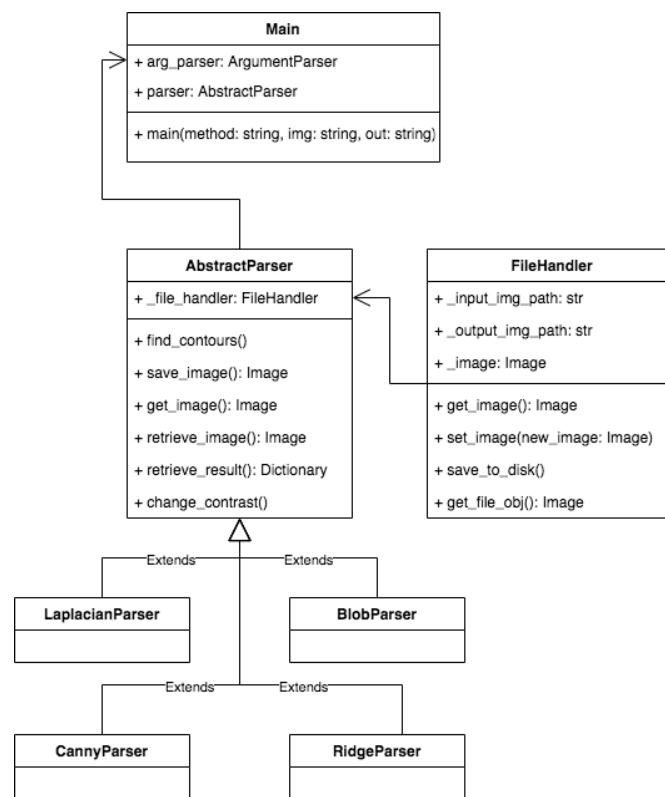 Main
+ arg_parser: ArgumentParser
+ parser: AbstractParser
+ main(method: string, img: string, out: string)
AbstractParser
+ _file_handler: FileHandler
+ find_contours()
+ save_image(): Image
+ get_image(): Image
+ retrieve_image(): Image
+ retrieve_result(): Dictionary
+ change_contrast()
FileHandler
+ _input_img_path: str
+ _output_img_path: str
+ _image: Image
+ get_image(): Image
+ set_image(new_image: Image)
+ save_to_disk()
+ get_file_obj(): Image
Extends
Extends
LaplacianParser
BlobParser
Extends
Extends
CannyParser
RidgeParser